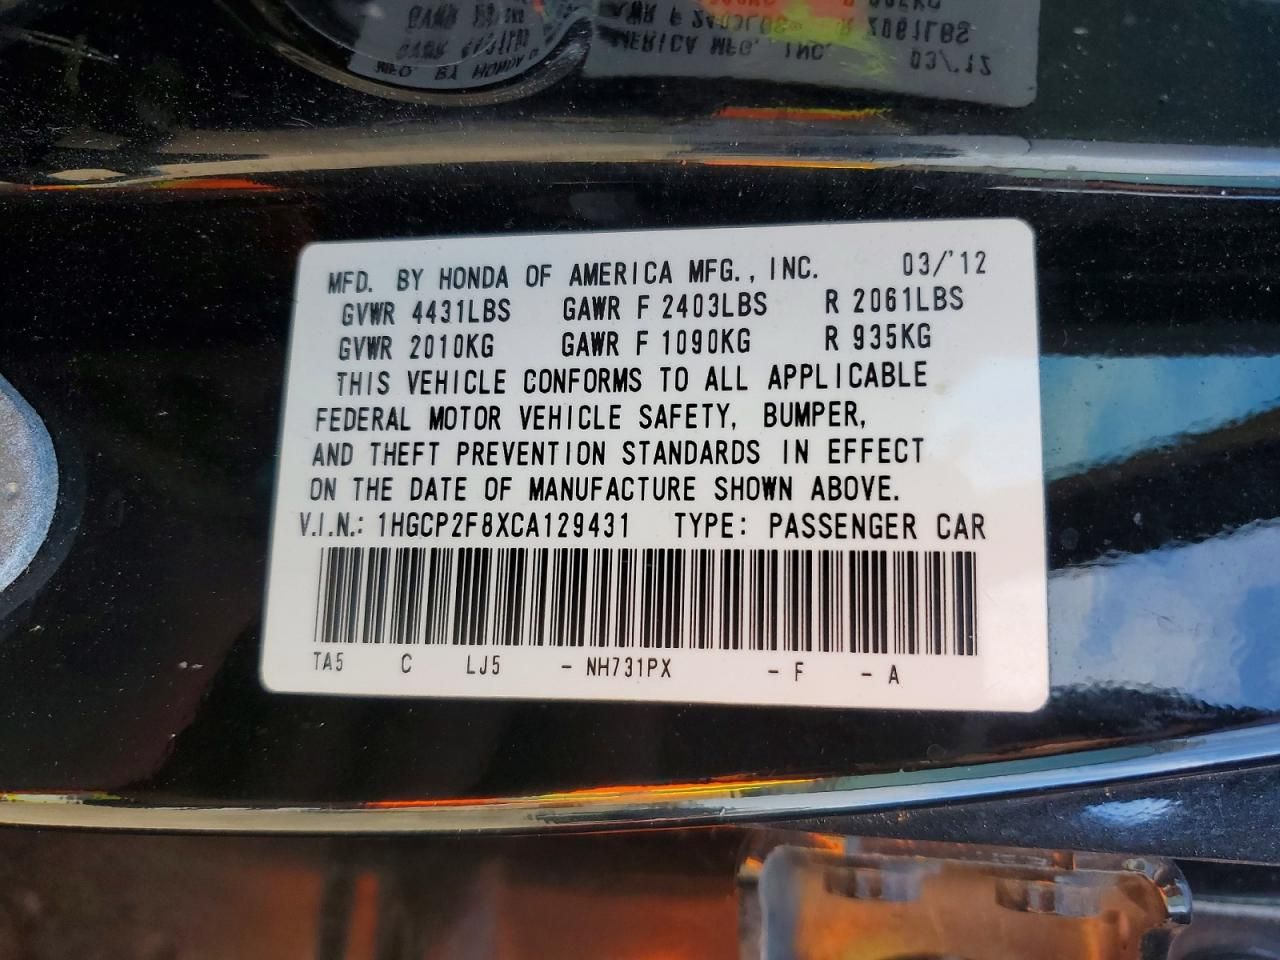 MFD. BY HONDA OF AMERICA MFG., INC. 03/'12
GVWR 4431LBS GAWR F 2403LBS R 2061LBS
GVWR 2010KG GAWR F 1090KG R 935KG
THIS VEHICLE CONFORMS TO ALL APPLICABLE
FEDERAL MOTOR VEHICLE SAFETY, BUMPER,
AND THEFT PREVENTION STANDARDS IN EFFECT
ON THE DATE OF MANUFACTURE SHOWN ABOVE.
V.I.N.: 1HGCP2F8XCA129431 TYPE: PASSENGER CAR
TA5 C LJ5 - NH731PX - F - A